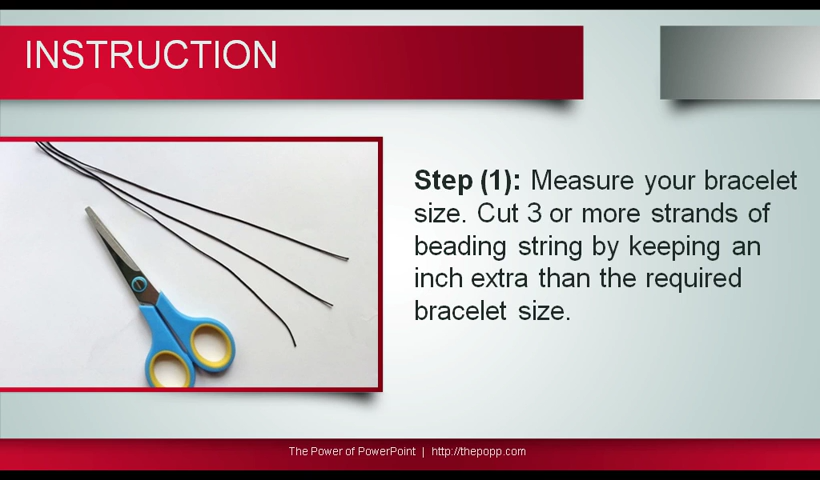 INSTRUCTION
Step (1): Measure your bracelet
size. Cut 3 or more strands of
beading string by keeping an
inch extra than the required
bracelet size.
The Power of PowerPoint | http://thepopp.com